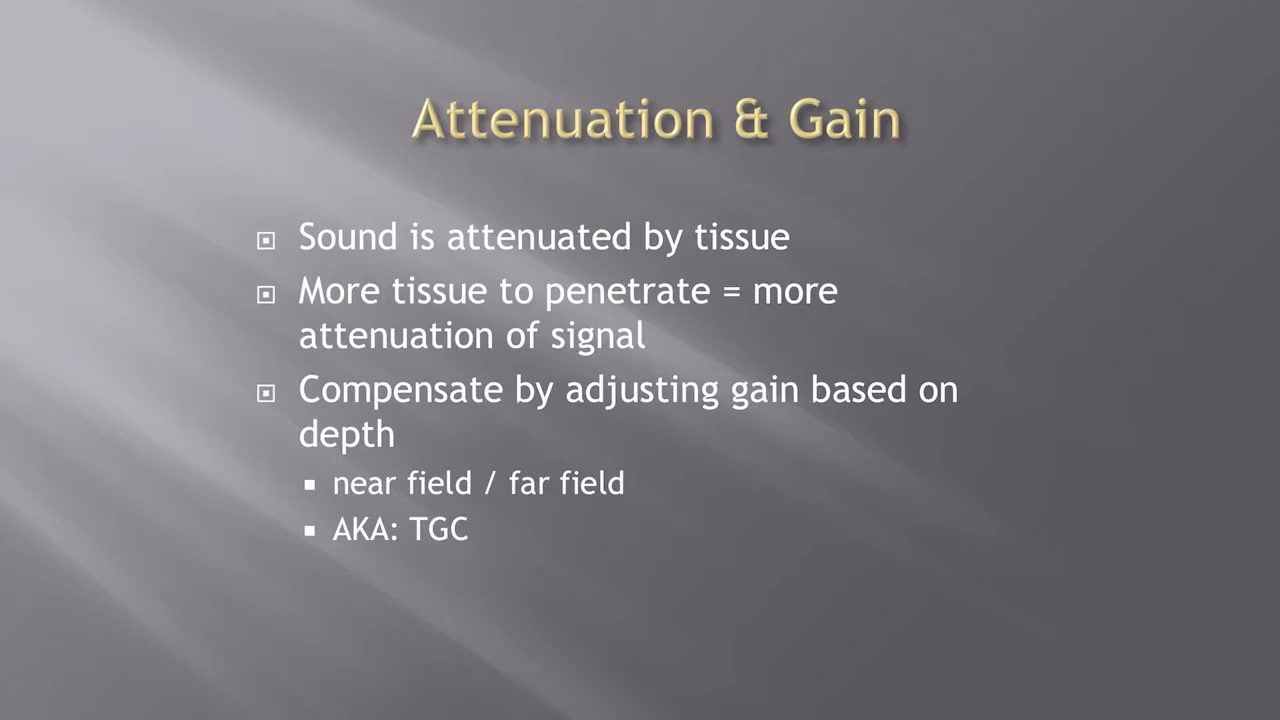 Attenuation & Gain
Sound is attenuated by tissue
More tissue to penetrate = more
attenuation of signal
Compensate by adjusting gain based on
depth
near field / far field
AKA: TGC